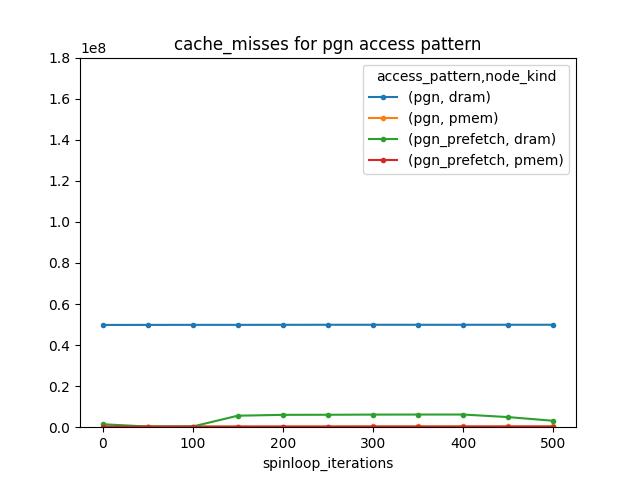 cache_misses for pgn access pattern
1e8
1.8
1.6
1.4
1.2
1.0
0.8
0.6
0.4
0.2
0.0
access_pattern,node_kind
(pgn, dram)
(pgn, pmem)
(pgn_prefetch, dram)
(pgn_prefetch, pmem)
0 100 200 300 400 500
spinloop_iterations